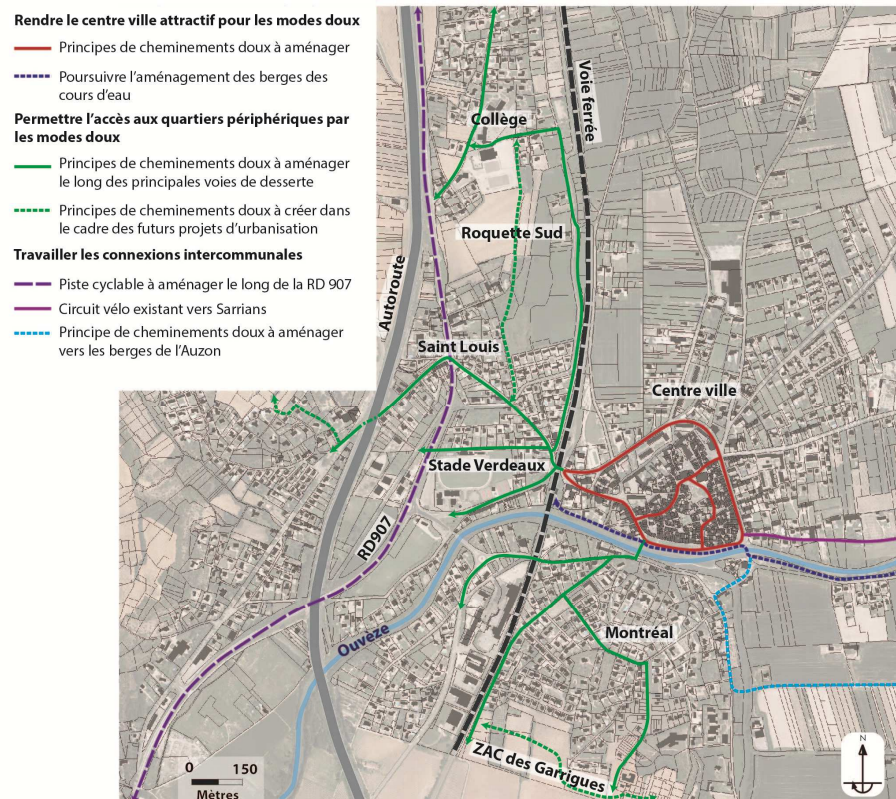 Rendre le centre ville attractif pour les modes doux
Principes de cheminements doux à aménager
Poursuivre l'aménagement des berges des
cours d'eau
Permettre l'accès aux quartiers périphériques par
les modes doux
Principes de cheminements doux à aménager
le long des principales voies de desserte
Principes de cheminements doux à créer dans
le cadre des futurs projets d'urbanisation
Travailler les connexions intercommunales
Piste cyclable à aménager le long de la RD 907
Circuit vélo existant vers Sarrians
Principe de cheminements doux à aménager
vers les berges de l'Auzon
Voie ferrée
Collège
Roquette Sud
Autoroute
Saint Louis
Centre ville
Stade Verdeaux
RD907
Ouvèze
Montréal
ZAC des Garrigues
0 150
Mètres
N